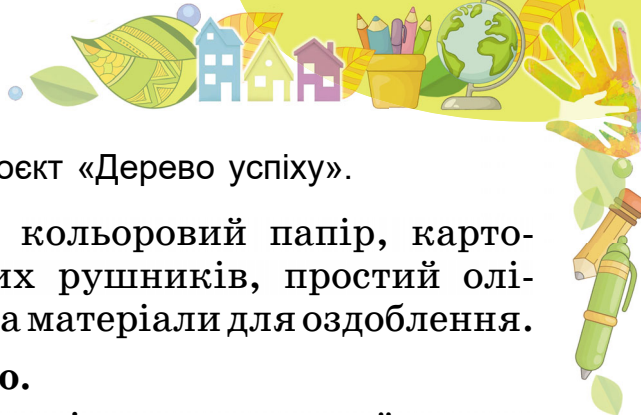 оєкт «Дерево успіху».
кольоровий папір, карто-
их рушників, простий олі-
а матеріали для оздоблення.
о.